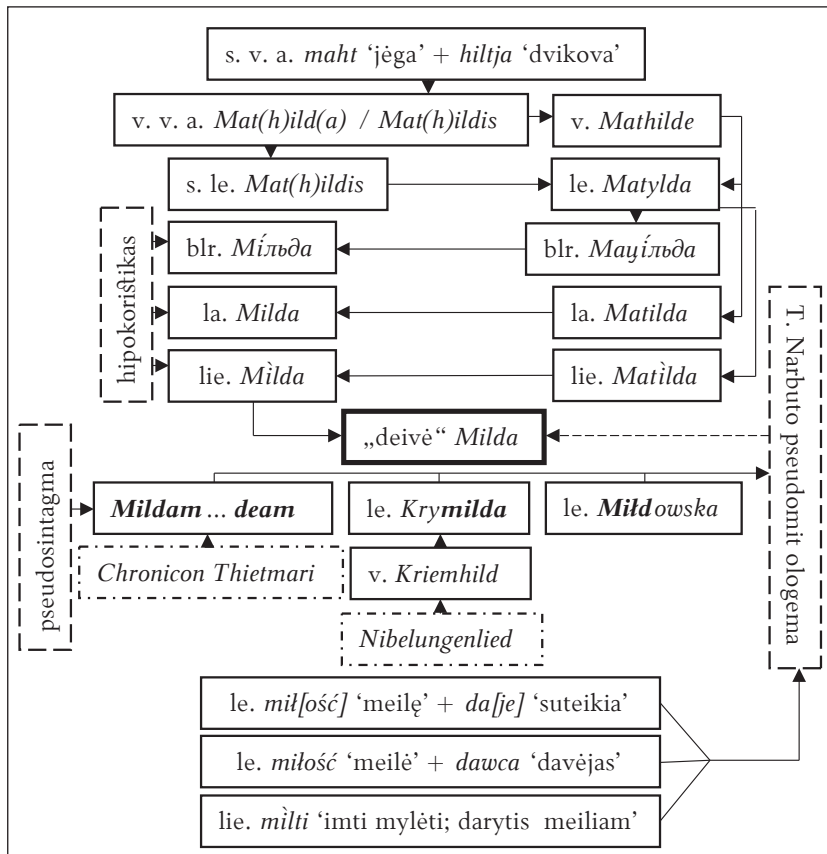 s. v. a. maht ‘jėga’ + hiltja ‘dvikova’
v. v. a. Mat(h)ild(a) / Mat(h)ildis
v. Mathilde
s. le. Mat(h)ildis
le. Matylda
hipokoristikas
blr. Мíльда
blr. Мацíльда
la. Milda
la. Matilda
lie. Mìlda
lie. Matìlda
T. Narbuto pseudomit ologema
„deivė“ Milda
pseudosintagma
Mildam ... deam
le. Krymilda
le. Miłdowska
Chronicon Thietmari
v. Kriemhild
Nibelungenlied
le. mił[ość] ‘meilę’ + da[je] ‘suteikia’
le. miłość ‘meilė’ + dawca ‘davėjas’
lie. mìlti ‘imti mylėti; darytis meiliam’